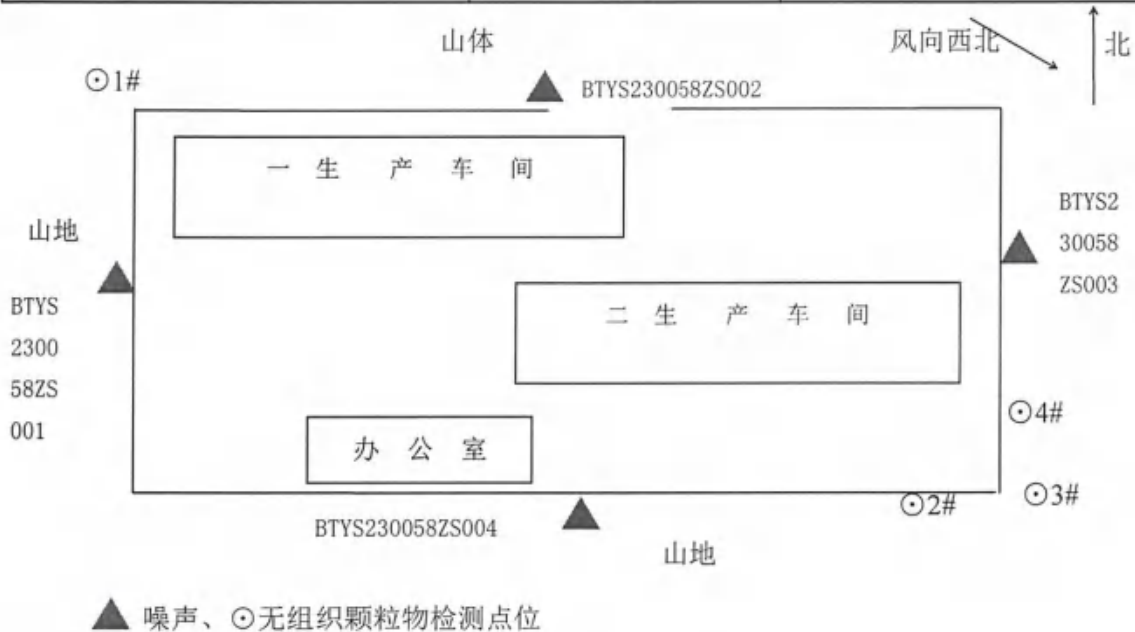 山体
风向西北
北
⊙1#
▲ BTYS230058ZS002
一 生 产 车 间
山地
BTYS2
30058
ZS003
BTYS
2300
58ZS
001
二 生 产 车 间
⊙4#
办 公 室
⊙2#
⊙3#
BTYS230058ZS004
山地
▲ 噪声、⊙无组织颗粒物检测点位